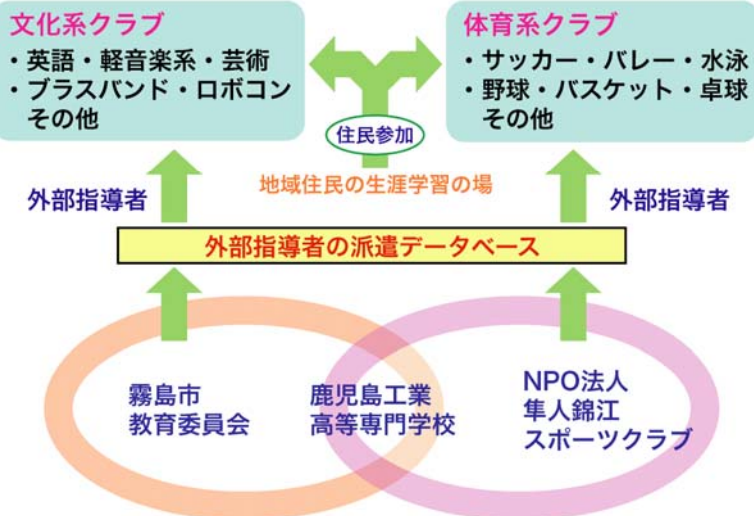 文化系クラブ
・英語・軽音楽系・芸術
・ブラスバンド・ロボコン
その他
体育系クラブ
・サッカー・バレー・水泳
・野球・バスケット・卓球
その他
住民参加
地域住民の生涯学習の場
外部指導者
外部指導者
外部指導者の派遣データベース
霧島市
教育委員会
鹿児島工業
高等専門学校
NPO法人
隼人錦江
スポーツクラブ